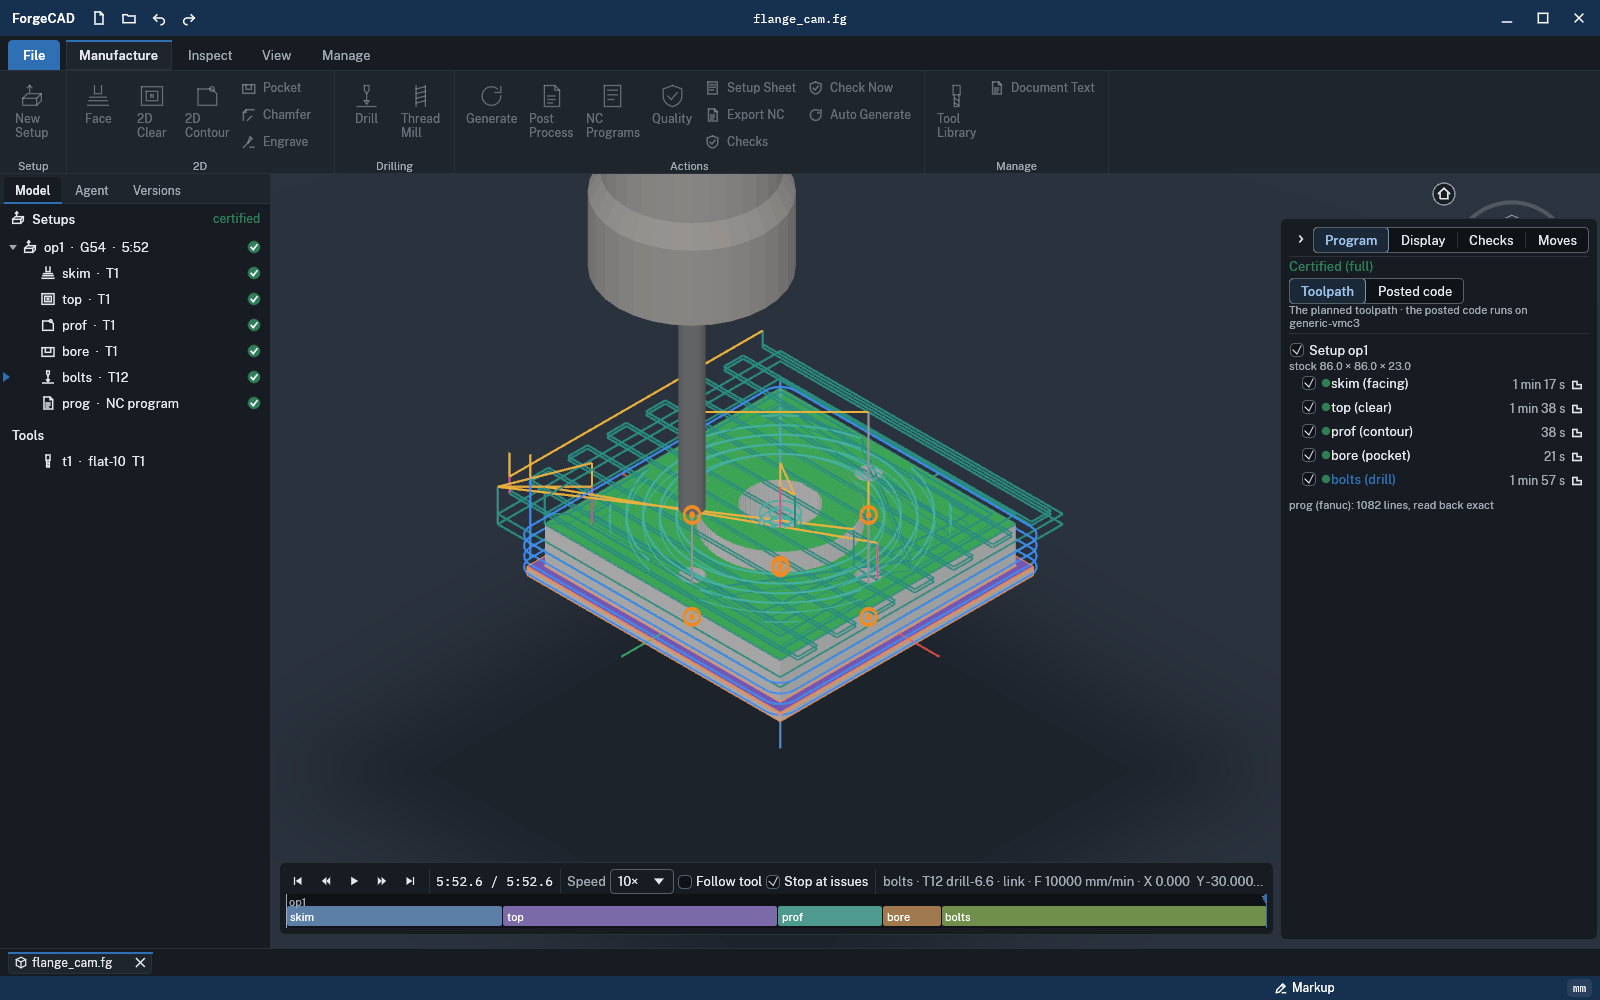 ForgeCAD
flange_cam.fg
File
Manufacture
Inspect
View
Manage
New Setup
Face
2D Clear
2D Contour
Pocket
Chamfer
Engrave
Drill
Thread Mill
Generate
Post Process
NC Programs
Quality
Setup Sheet
Export NC
Checks
Check Now
Auto Generate
Tool Library
Document Text
Setup
2D
Drilling
Actions
Manage
Model
Agent
Versions
Setups
certified
op1 · G54 · 5:52
skim · T1
top · T1
prof · T1
bore · T1
bolts · T12
prog · NC program
Tools
t1 · flat-10 T1
Program
Display
Checks
Moves
Certified (full)
Toolpath
Posted code
The planned toolpath · the posted code runs on
generic-vmc3
Setup op1
stock 86.0 × 86.0 × 23.0
skim (facing) 1 min 17 s
top (clear) 1 min 38 s
prof (contour) 38 s
bore (pocket) 21 s
bolts (drill) 1 min 57 s
prog (fanuc): 1082 lines, read back exact
5:52.6 / 5:52.6
Speed
10×
Follow tool
Stop at issues
bolts · T12 drill-6.6 · link · F 10000 mm/min · X 0.000 Y-30.000...
op1
skim
top
prof
bore
bolts
flange_cam.fg
Markup
mm